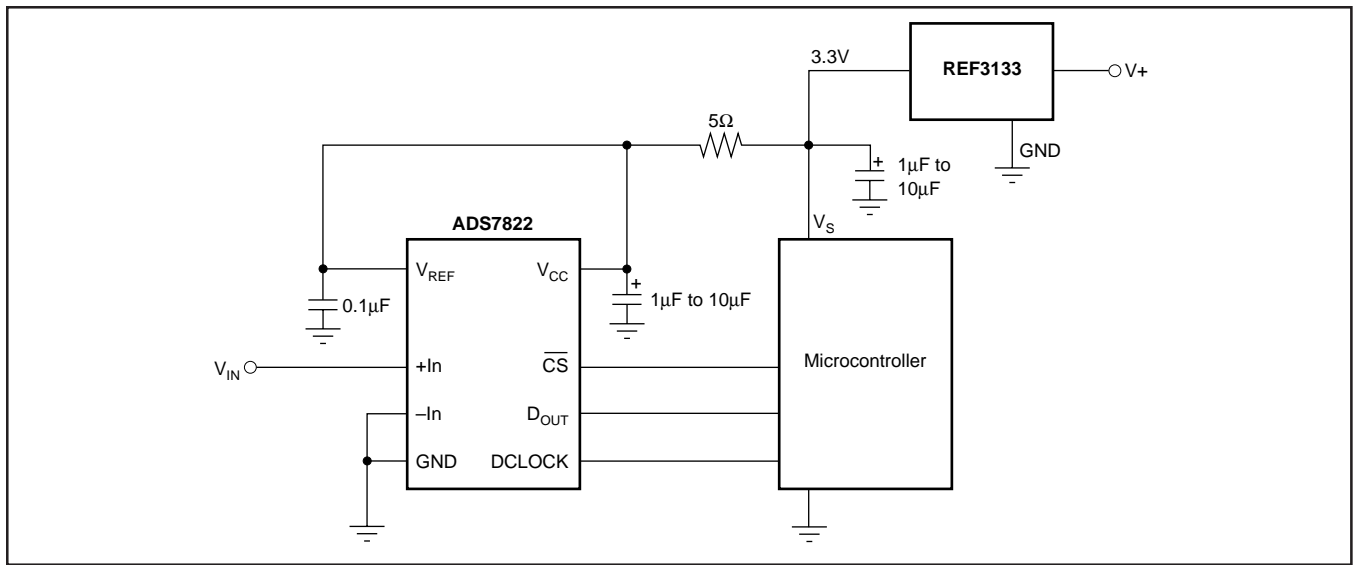 3.3V
REF3133
V+
GND
5Ω
+
1μF to
10μF
VS
ADS7822
VREF
VCC
+
0.1μF
1μF to 10μF
Microcontroller
VIN
+In
CS
–In
DOUT
GND
DCLOCK